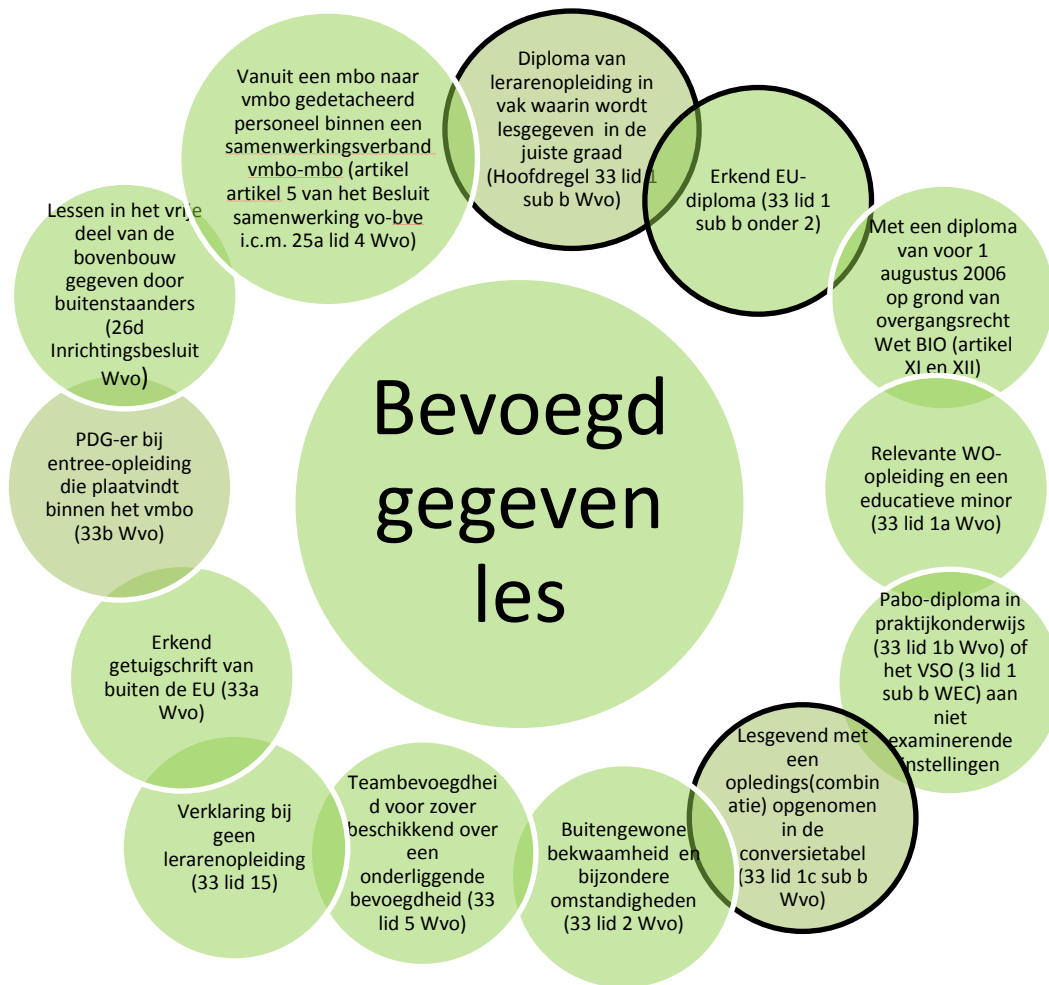 Bevoegd
gegeven
les
Diploma van
lerarenopleiding in
vak waarin wordt
lesgegeven in de
juiste graad
(Hoofdregel 33 lid 1
sub b Wvo)
Erkend EU-
diploma (33 lid 1
sub b onder 2)
Met een diploma
van voor 1
augustus 2006
op grond van
overgangsrecht
Wet BIO (artikel
XI en XII)
Relevante WO-
opleiding en een
educatieve minor
(33 lid 1a Wvo)
Pabo-diploma in
praktijkonderwijs
(33 lid 1b Wvo) of
het VSO (3 lid 1
sub b WEC) aan
niet
examinerende
instellingen
Lesgevend met
een
opledings(combin
atie) opgenomen
in de
conversietabel
(33 lid 1c sub b
Wvo)
Buitengewone
bekwaamheid en
bijzondere
omstandigheden
(33 lid 2 Wvo)
Teambevoegdhei
d voor zover
beschikkend over
een
onderliggende
bevoegdheid (33
lid 5 Wvo)
Verklaring bij
geen
lerarenopleiding
(33 lid 15)
Erkend
getuigschrift van
buiten de EU (33a
Wvo)
PDG-er bij
entree-opleiding
die plaatvindt
binnen het vmbo
(33b Wvo)
Lessen in het vrije
deel van de
bovenbouw
gegeven door
buitenstaanders
(26d
Inrichtingsbesluit
Wvo)
Vanuit een mbo naar
vmbo gedetacheerd
personeel binnen een
samenwerkingsverband
vmbo-mbo (artikel
artikel 5 van het Besluit
samenwerking vo-bve
i.c.m. 25a lid 4 Wvo)